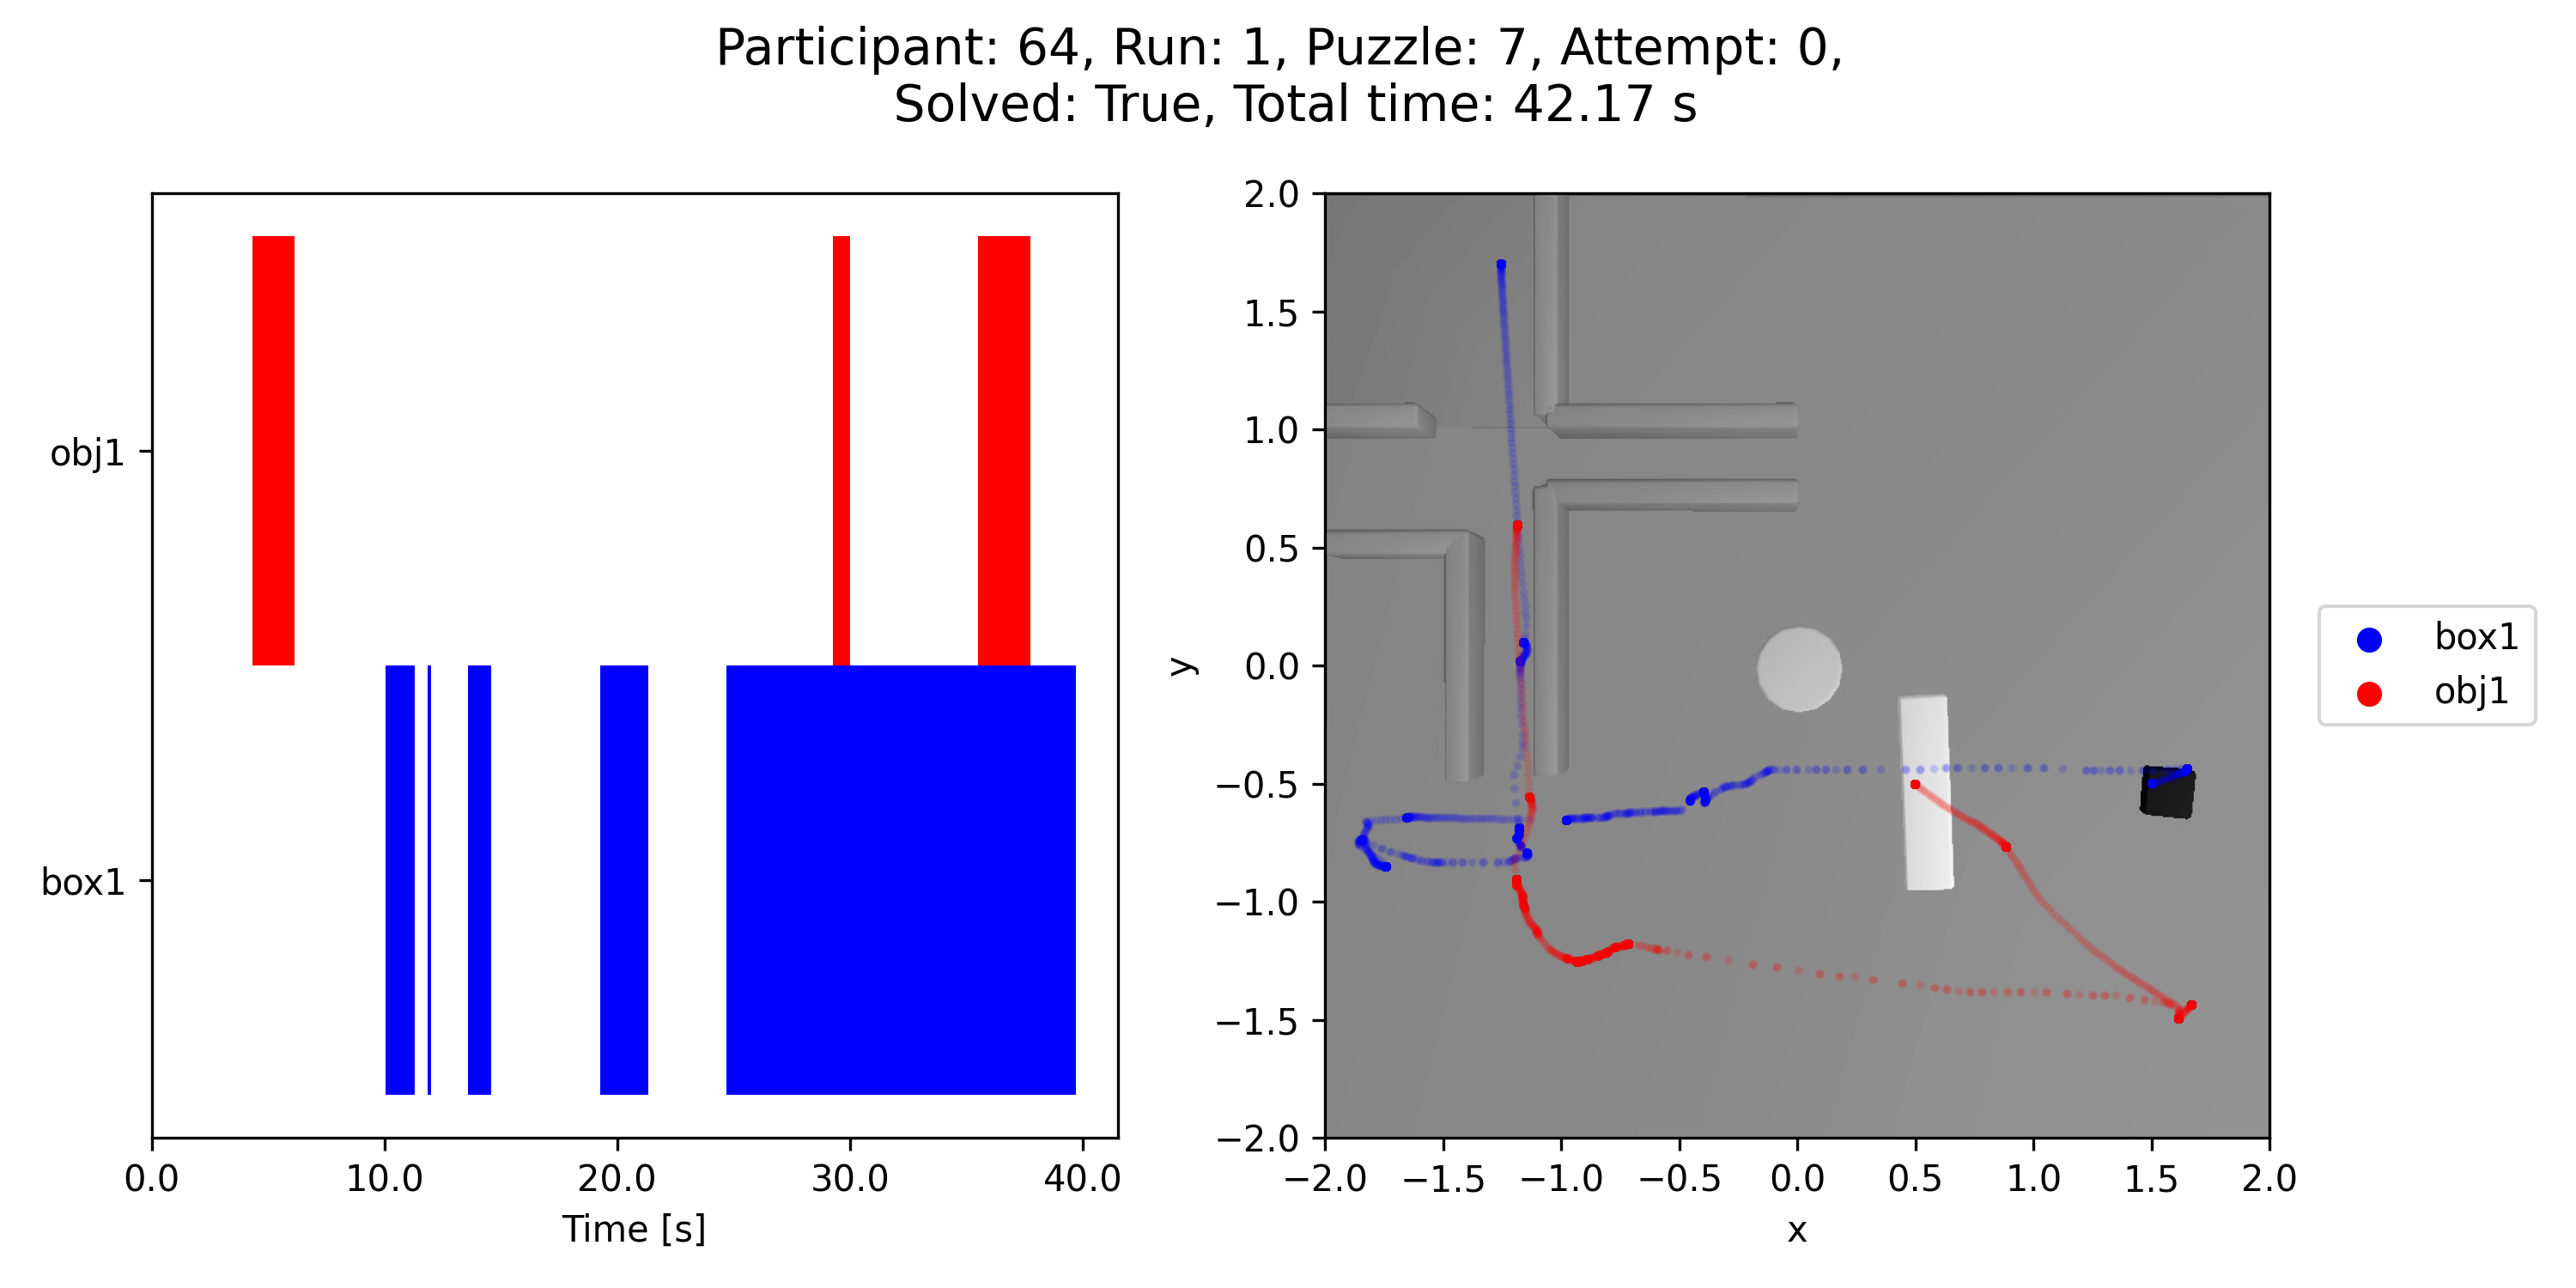 Participant: 64, Run: 1, Puzzle: 7, Attempt: 0,
Solved: True, Total time: 42.17 s
obj1
box1
0.0 10.0 20.0 30.0 40.0
Time [s]
2.0
1.5
1.0
0.5
0.0
−0.5
−1.0
−1.5
−2.0
y
−2.0 −1.5 −1.0 −0.5 0.0 0.5 1.0 1.5 2.0
x
box1
obj1